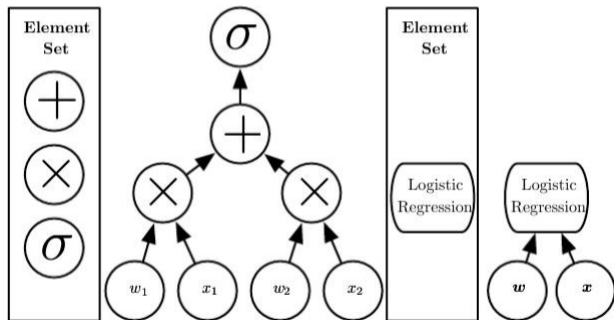 Element
Set
+
×
σ
σ
+
×
×
w₁
x₁
w₂
x₂
Element
Set
Logistic
Regression
Logistic
Regression
w
x